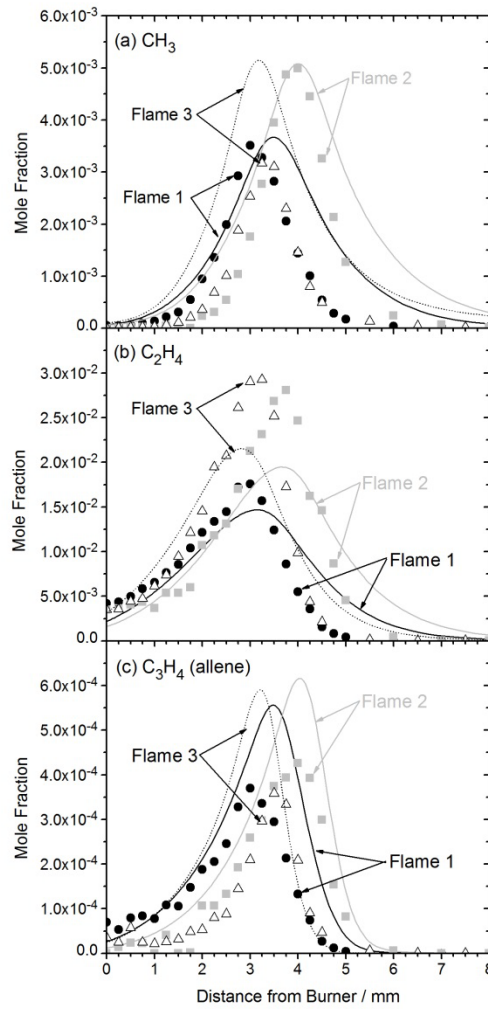 (a) CH3
6.0x10-3
5.0x10-3
4.0x10-3
3.0x10-3
2.0x10-3
1.0x10-3
0.0
Mole Fraction
Flame 2
Flame 3
Flame 1
(b) C2H4
3.0x10-2
2.5x10-2
2.0x10-2
1.5x10-2
1.0x10-2
5.0x10-3
0.0
Mole Fraction
Flame 3
Flame 2
Flame 1
(c) C3H4 (allene)
6.0x10-4
5.0x10-4
4.0x10-4
3.0x10-4
2.0x10-4
1.0x10-4
0.0
Mole Fraction
Flame 2
Flame 3
Flame 1
0 1 2 3 4 5 6 7 8
Distance from Burner / mm